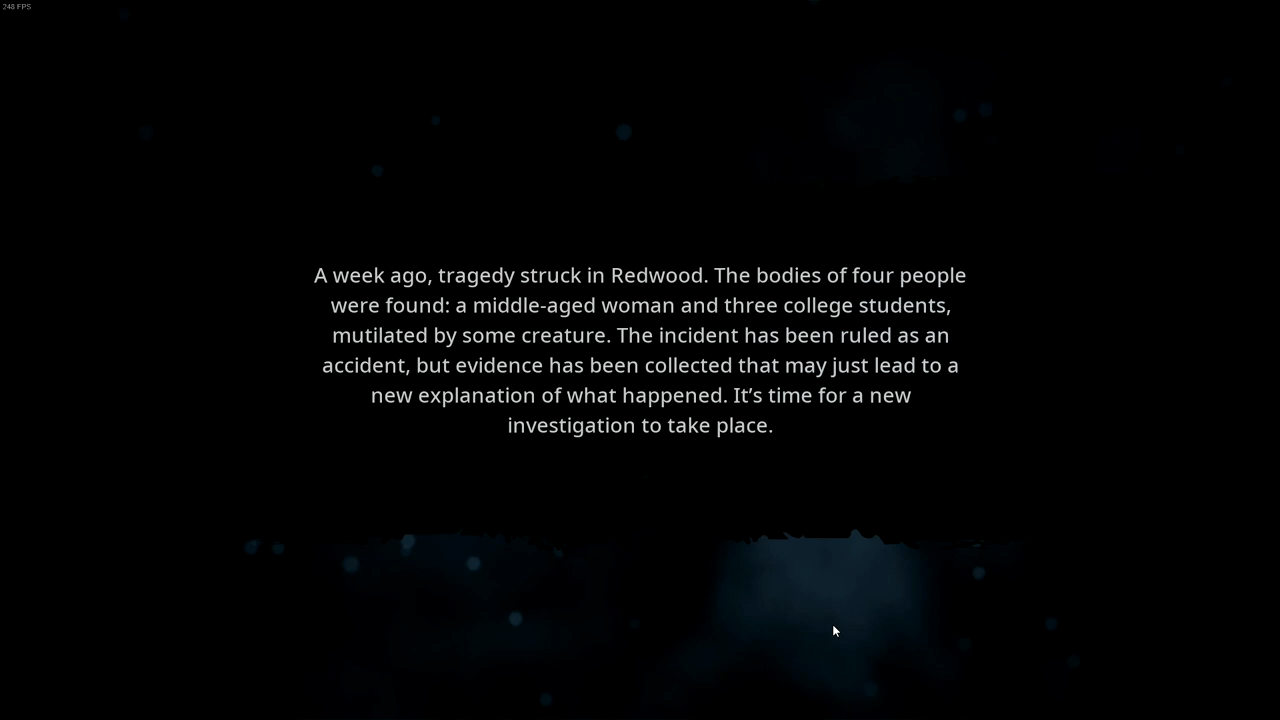 248 FPS
A week ago, tragedy struck in Redwood. The bodies of four people
were found: a middle-aged woman and three college students,
mutilated by some creature. The incident has been ruled as an
accident, but evidence has been collected that may just lead to a
new explanation of what happened. It’s time for a new
investigation to take place.